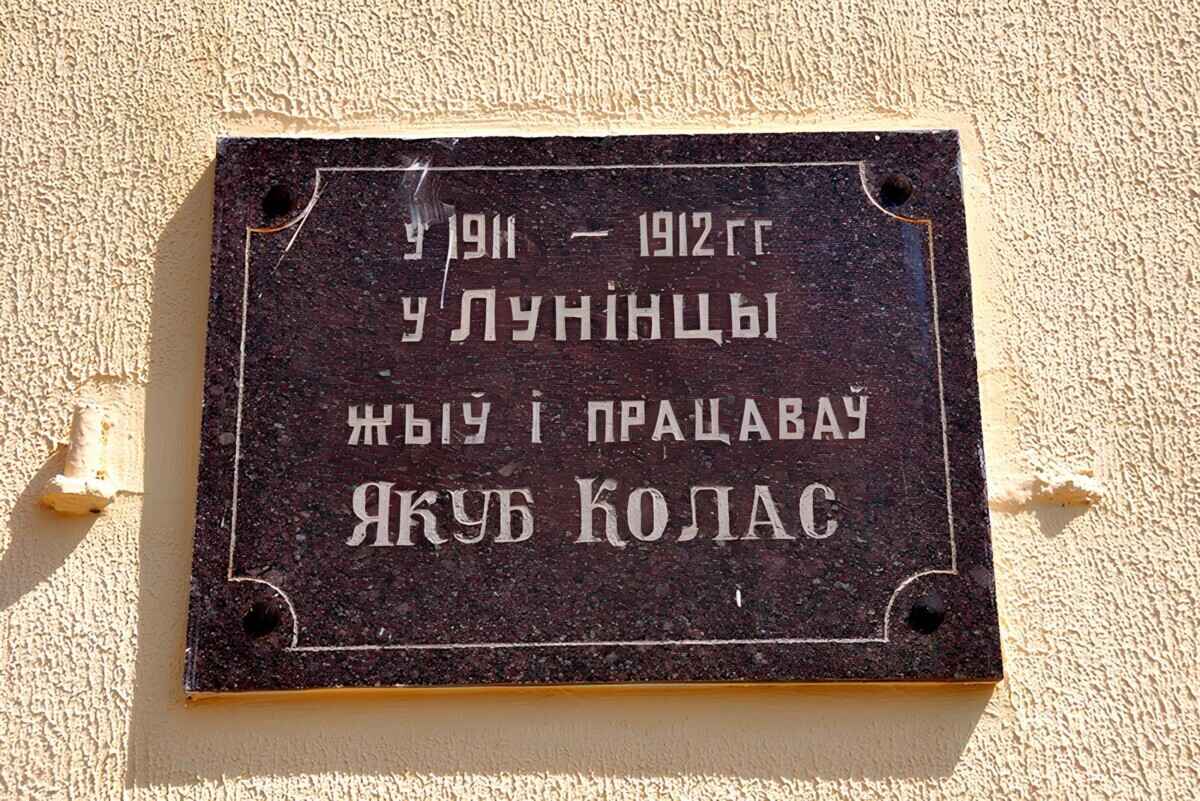 у 1911 – 1912 гг
у Лунінцы
жыў і працаваў
Якуб Колас